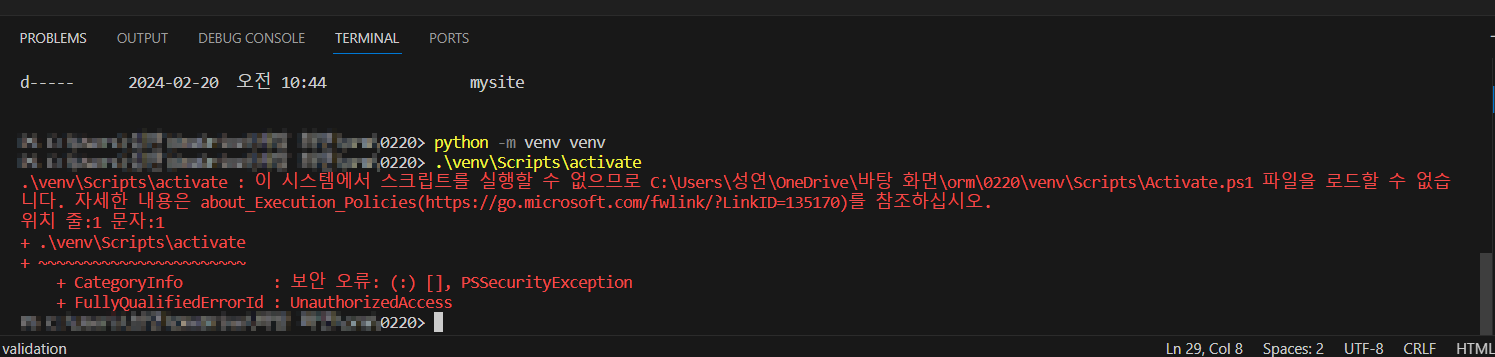 PROBLEMS OUTPUT DEBUG CONSOLE TERMINAL PORTS
d----- 2024-02-20 오전 10:44 mysite
\0220> python -m venv venv
\0220> .\venv\Scripts\activate
.\venv\Scripts\activate : 이 시스템에서 스크립트를 실행할 수 없으므로 C:\Users\성연\OneDrive\바탕 화면\orm\0220\venv\Scripts\Activate.ps1 파일을 로드할 수 없습
니다. 자세한 내용은 about_Execution_Policies(https://go.microsoft.com/fwlink/?LinkID=135170)를 참조하십시오.
위치 줄:1 문자:1
+ .\venv\Scripts\activate
+ ~~~~~~~~~~~~~~~~~~~~~~~
+ CategoryInfo : 보안 오류: (:) [], PSSecurityException
+ FullyQualifiedErrorId : UnauthorizedAccess
0220>
validation Ln 29, Col 8 Spaces: 2 UTF-8 CRLF HTML